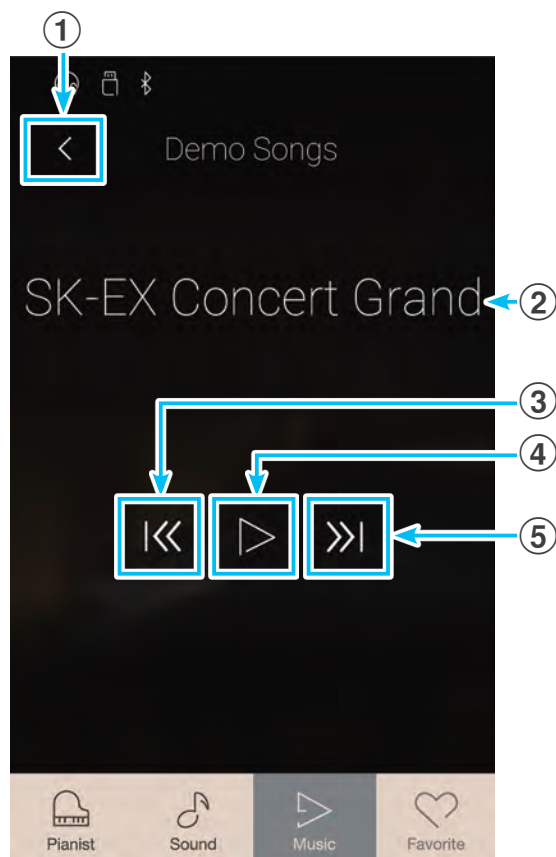 ①
Demo Songs
SK-EX Concert Grand
②
③
④
⑤
Pianist Sound Music Favorite